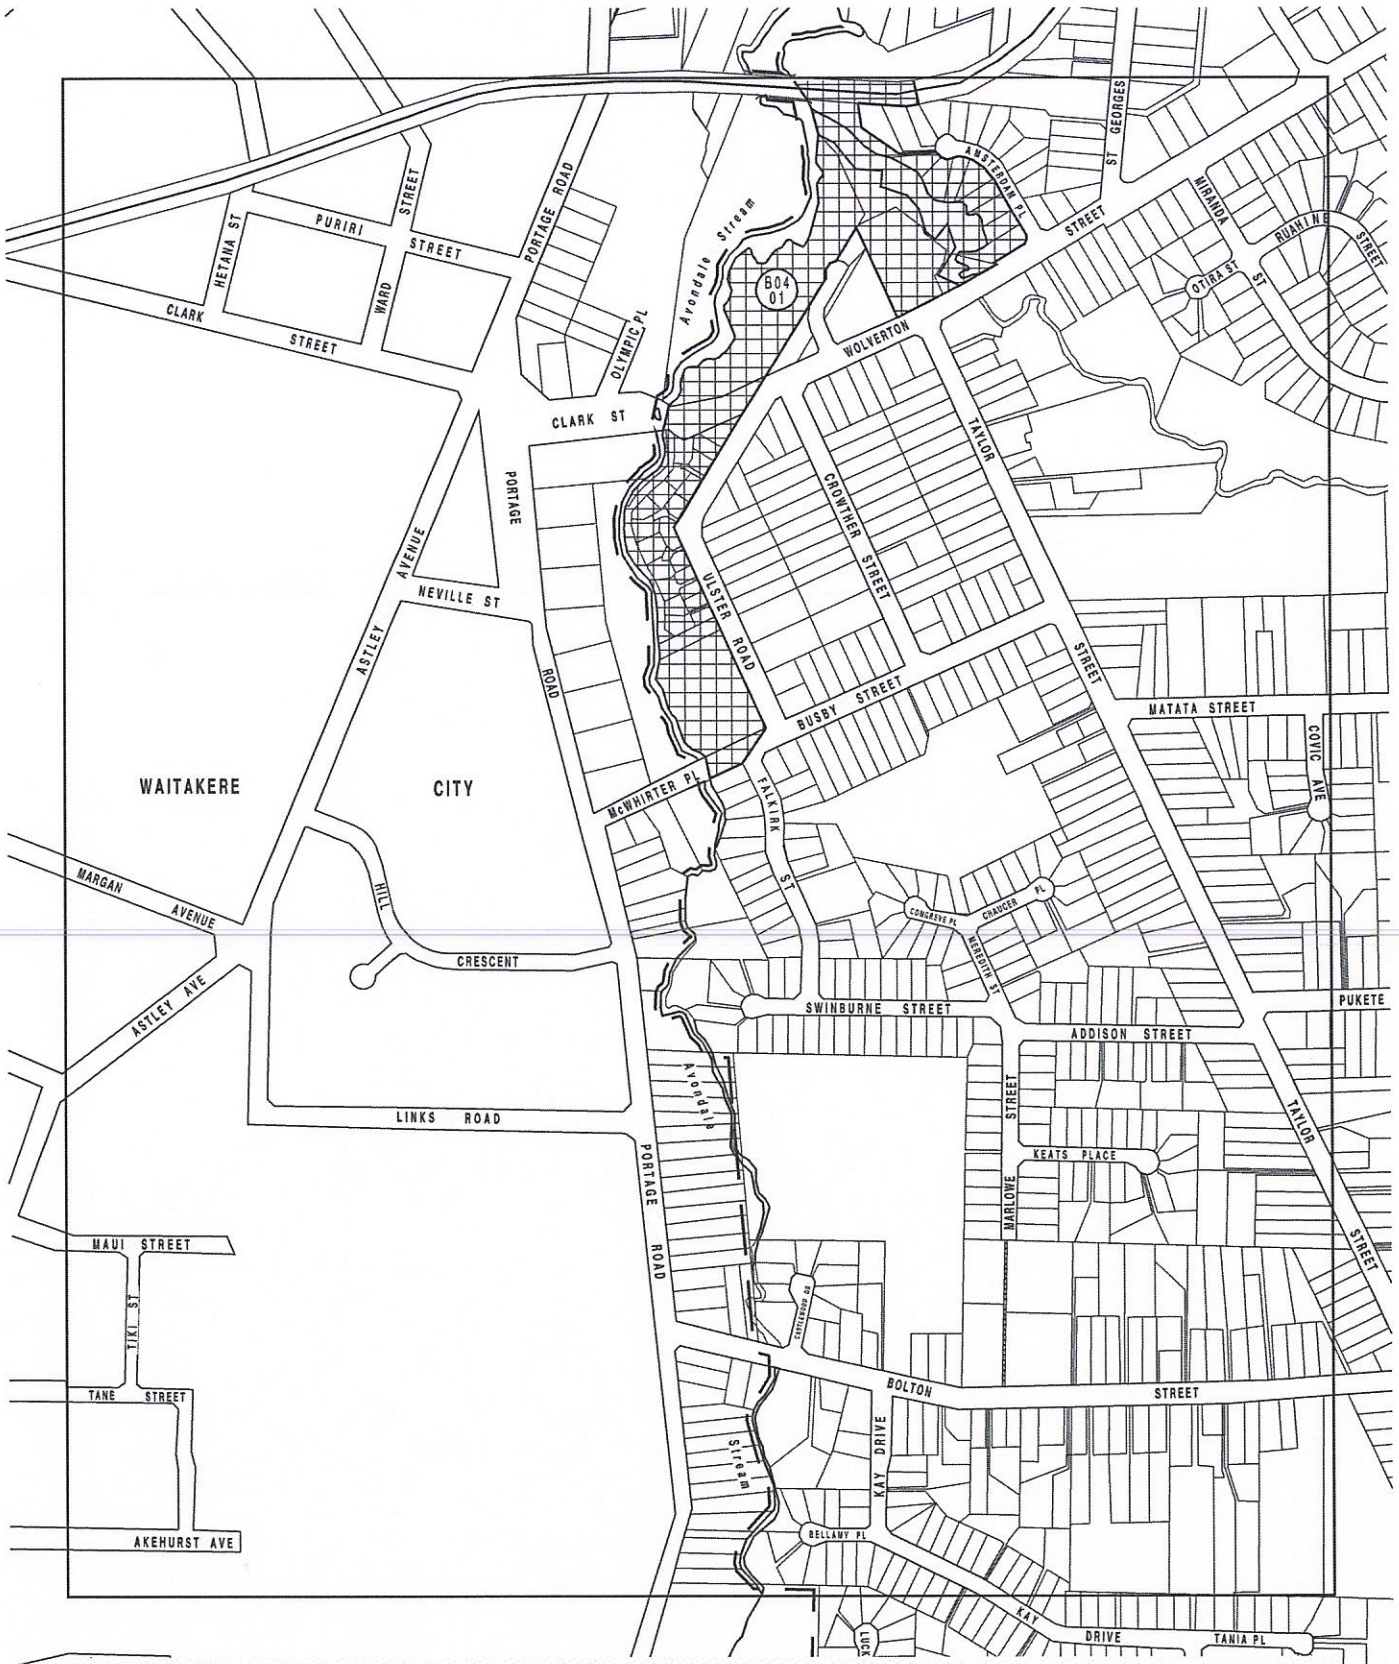 ST GEORGES
AMSTERDAM PL
STREET
MIRANDA
ST
RUAHINE
STREET
OTIRA ST
PURIRI
STREET
STREET
WARD
HETANA ST
PORTAGE ROAD
Avondale Stream
B04
01
CLARK
STREET
OLYMPIC PL
WOLVERTON
CLARK ST
TAYLOR
PORTAGE
CROWTHER STREET
AVENUE
ASTLEY
NEVILLE ST
ULSTER ROAD
ROAD
STREET
BUSBY STREET
MATATA STREET
COVIC AVE
WAITAKERE CITY
McWHIRTER PL
FALKIRK
ST
MARGAN
AVENUE
HILL
CONGREVE PL
CHAUCER PL
MEREDITH ST
CRESCENT
ASTLEY AVE
SWINBURNE STREET
PUKETE
ADDISON STREET
Avondale
STREET
TAYLOR
LINKS ROAD
KEATS PLACE
PORTAGE
MARLOWE
ROAD
STREET
MAUI STREET
TIKI ST
CASTLEWOOD GR
TANE STREET
BOLTON
STREET
KAY DRIVE
Stream
AKEHURST AVE
BELLAMY PL
KAY
DRIVE
TANIA PL
LUCK